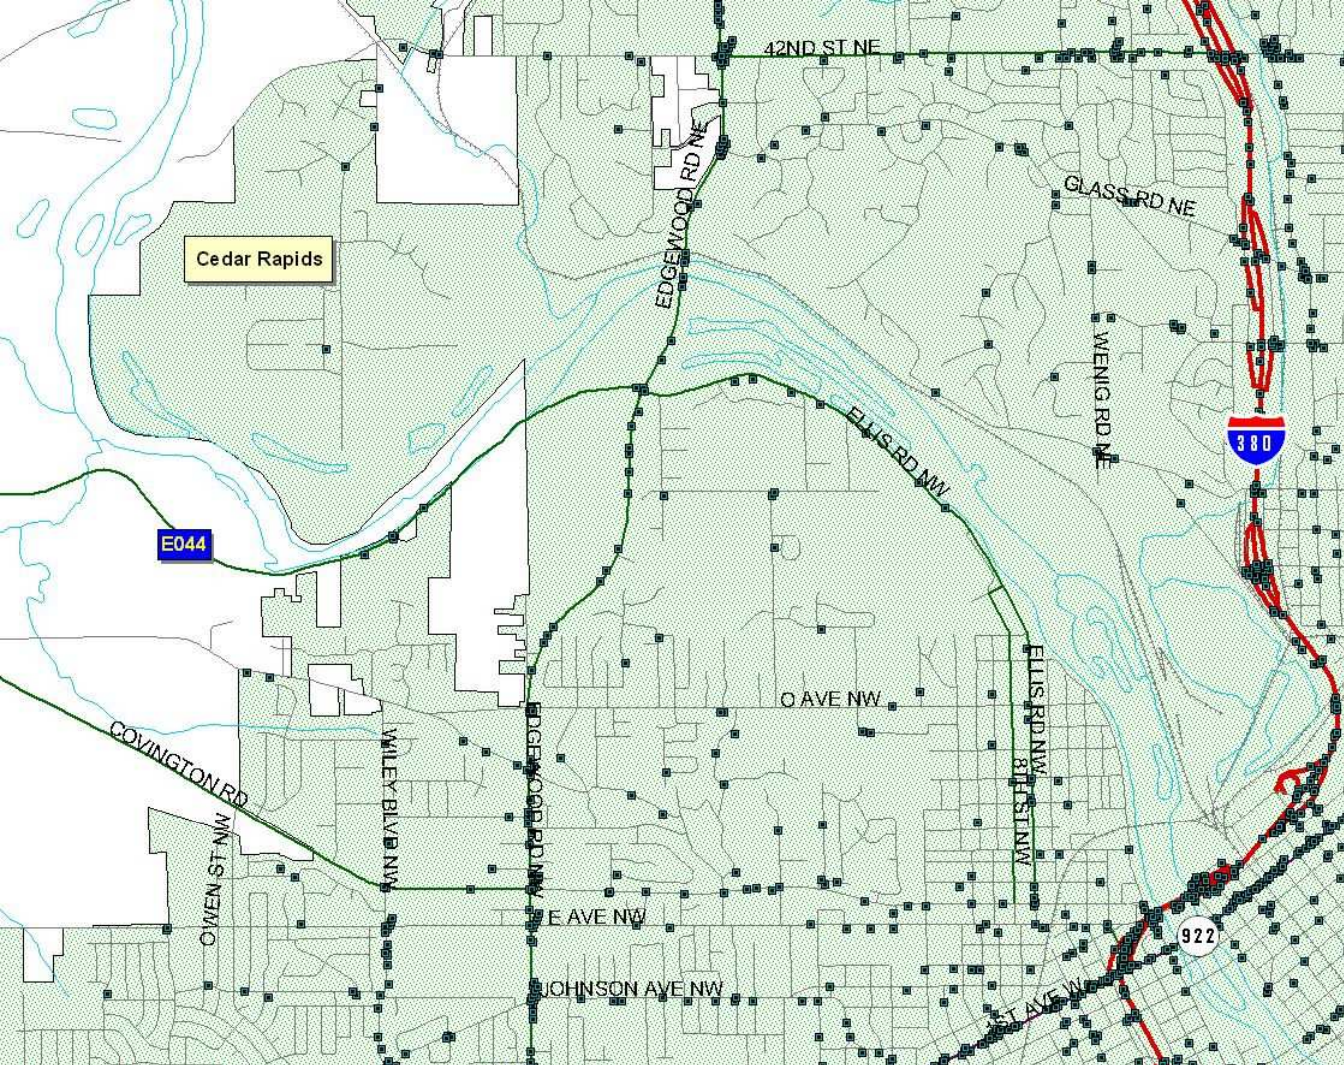 42ND ST NE
EDGEWOOD RD NE
GLASS RD NE
Cedar Rapids
WENIG RD NE
380
ELLIS RD NW
E044
O AVE NW
ELLIS RD NW
COVINGTON RD
WILEY BLVD NW
EDGEWOOD RD NW
8TH ST NW
OWEN ST NW
E AVE NW
922
JOHNSON AVE NW
1ST AVE W